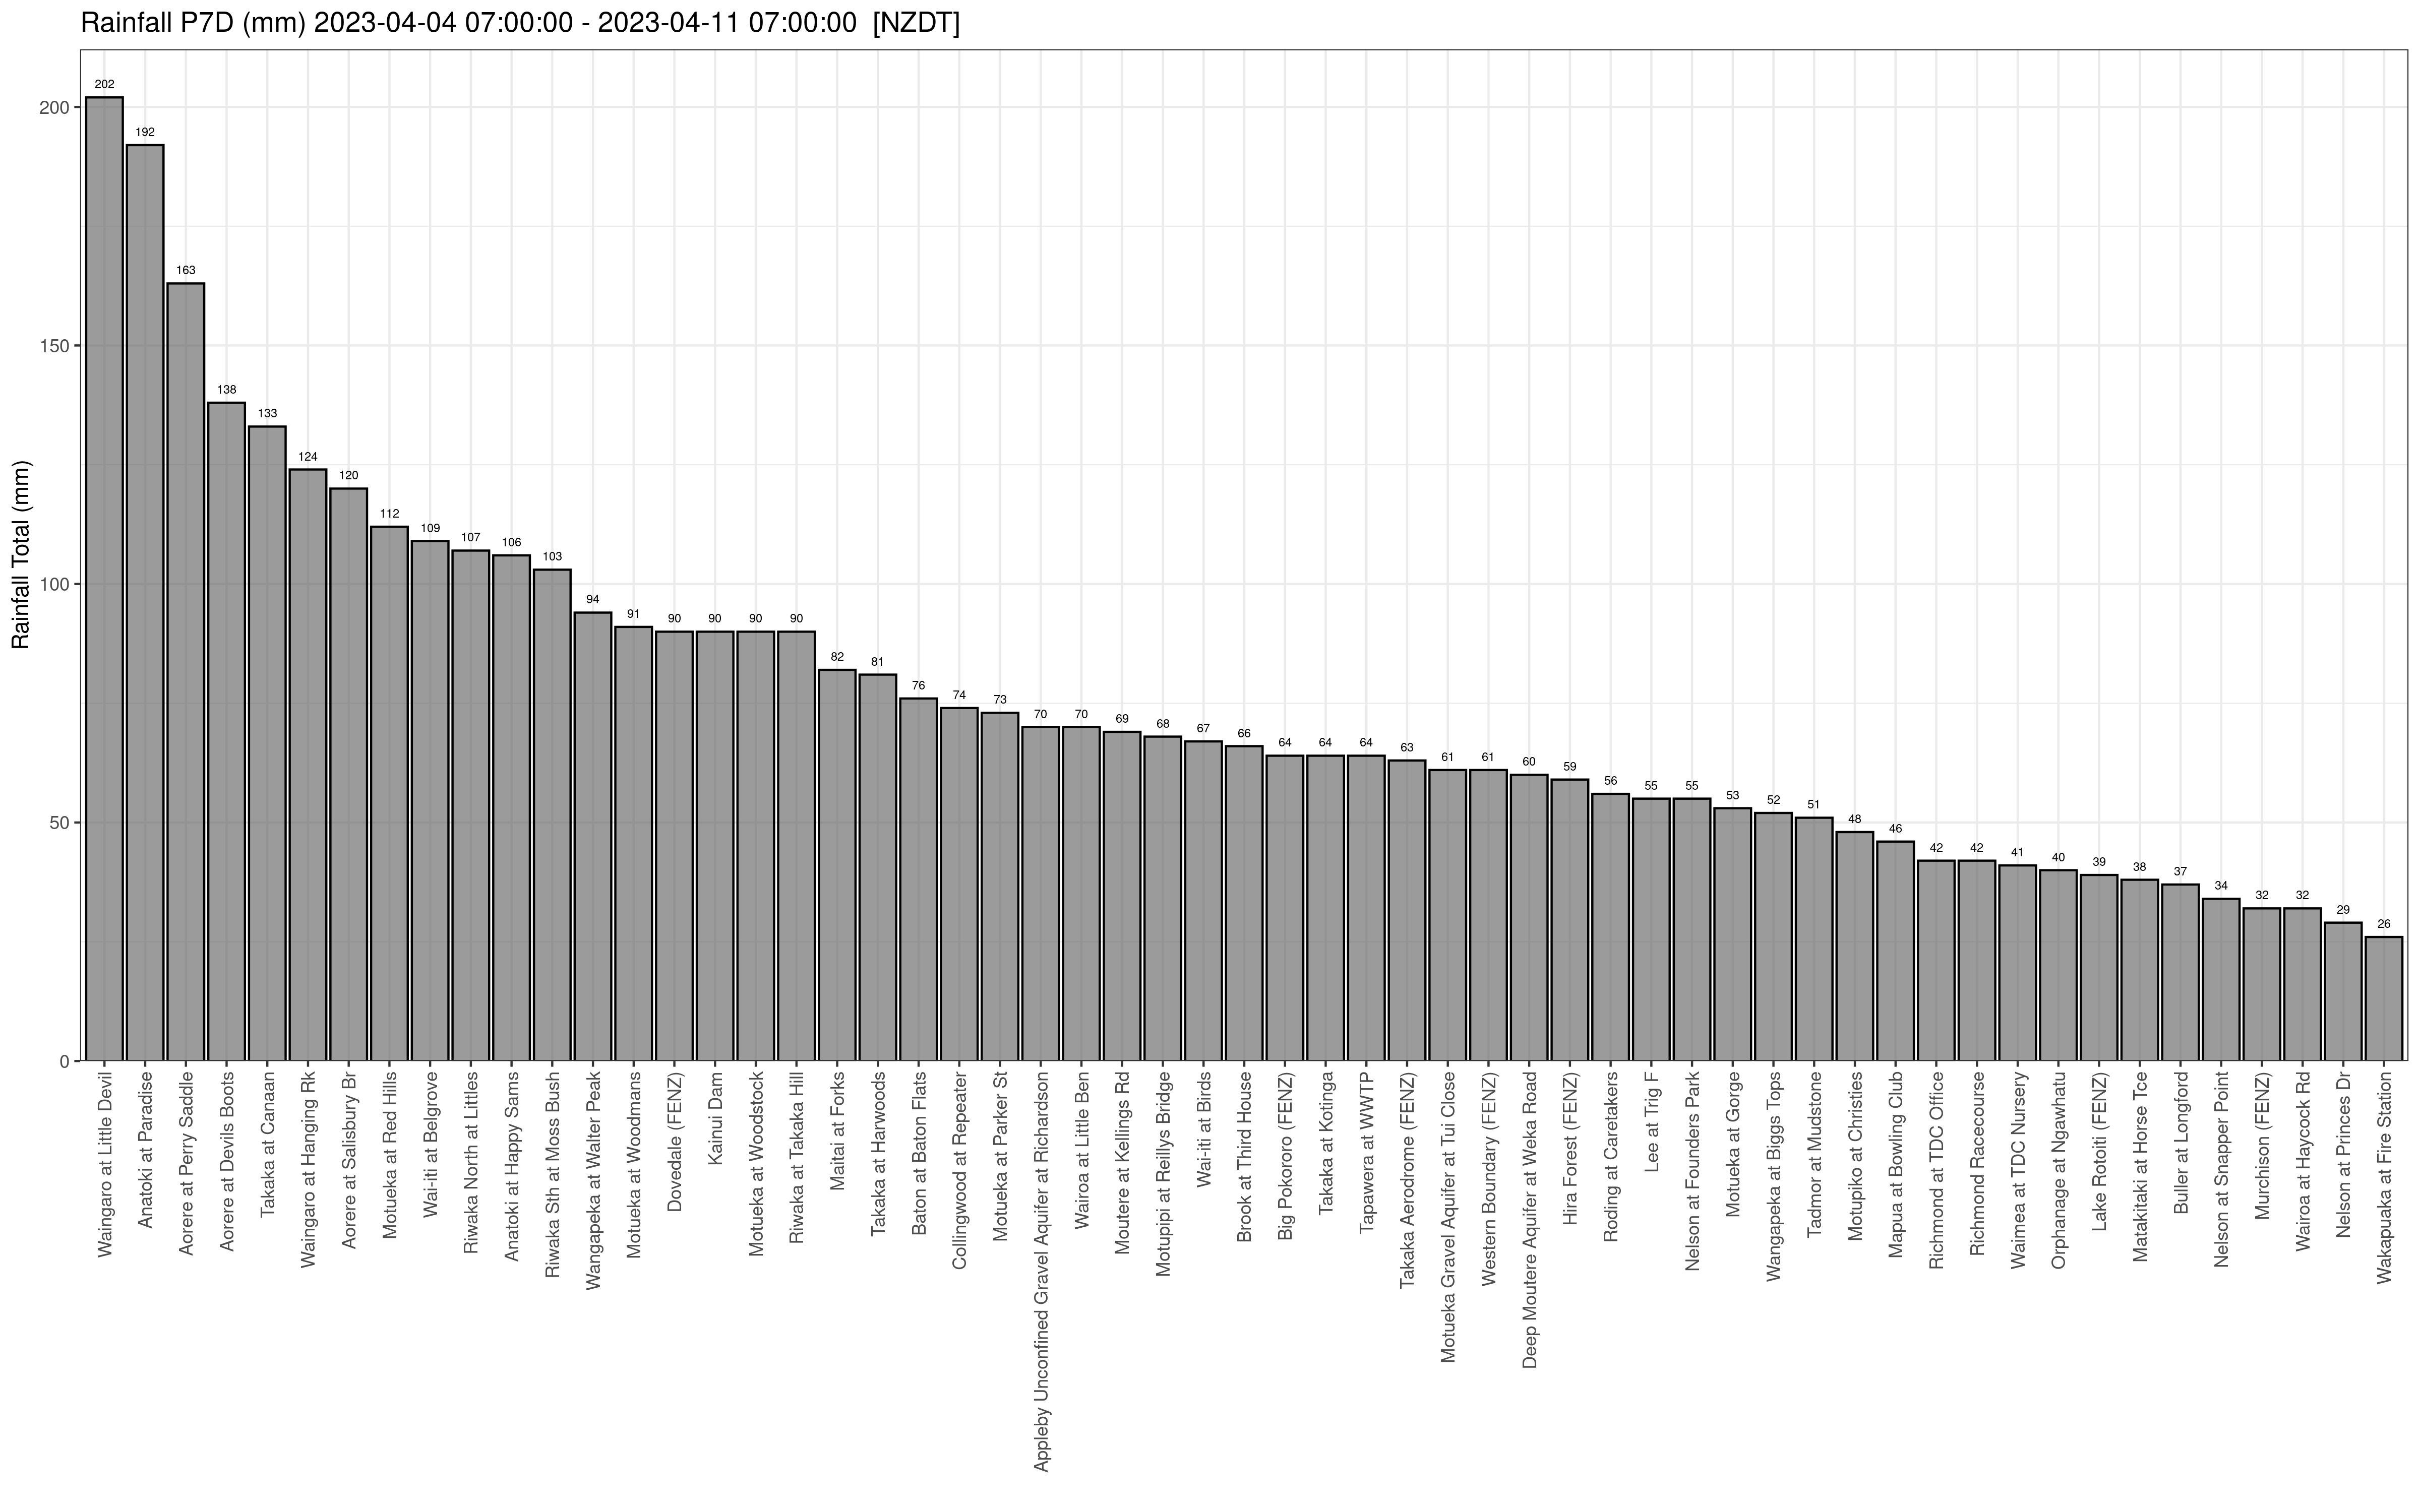 Rainfall P7D (mm) 2023-04-04 07:00:00 - 2023-04-11 07:00:00  [NZDT]
Rainfall Total (mm)
200
150
100
50
0
202
192
163
138
133
124
120
112
109
107
106
103
94
91
90
90
90
90
82
81
76
74
73
70
70
69
68
67
66
64
64
64
63
61
61
60
59
56
55
55
53
52
51
48
46
42
42
41
40
39
38
37
34
32
32
29
26
Waingaro at Little Devil
Anatoki at Paradise
Aorere at Perry Saddle
Aorere at Devils Boots
Takaka at Canaan
Waingaro at Hanging Rk
Aorere at Salisbury Br
Motueka at Red Hills
Wai-iti at Belgrove
Riwaka North at Littles
Anatoki at Happy Sams
Riwaka Sth at Moss Bush
Wangapeka at Walter Peak
Motueka at Woodmans
Dovedale (FENZ)
Kainui Dam
Motueka at Woodstock
Riwaka at Takaka Hill
Maitai at Forks
Takaka at Harwoods
Baton at Baton Flats
Collingwood at Repeater
Motueka at Parker St
Appleby Unconfined Gravel Aquifer at Richardson
Wairoa at Little Ben
Moutere at Kellings Rd
Motupipi at Reillys Bridge
Wai-iti at Birds
Brook at Third House
Big Pokororo (FENZ)
Takaka at Kotinga
Tapawera at WWTP
Takaka Aerodrome (FENZ)
Motueka Gravel Aquifer at Tui Close
Western Boundary (FENZ)
Deep Moutere Aquifer at Weka Road
Hira Forest (FENZ)
Roding at Caretakers
Lee at Trig F
Nelson at Founders Park
Motueka at Gorge
Wangapeka at Biggs Tops
Tadmor at Mudstone
Motupiko at Christies
Mapua at Bowling Club
Richmond at TDC Office
Richmond Racecourse
Waimea at TDC Nursery
Orphanage at Ngawhatu
Lake Rotoiti (FENZ)
Matakitaki at Horse Tce
Buller at Longford
Nelson at Snapper Point
Murchison (FENZ)
Wairoa at Haycock Rd
Nelson at Princes Dr
Wakapuaka at Fire Station